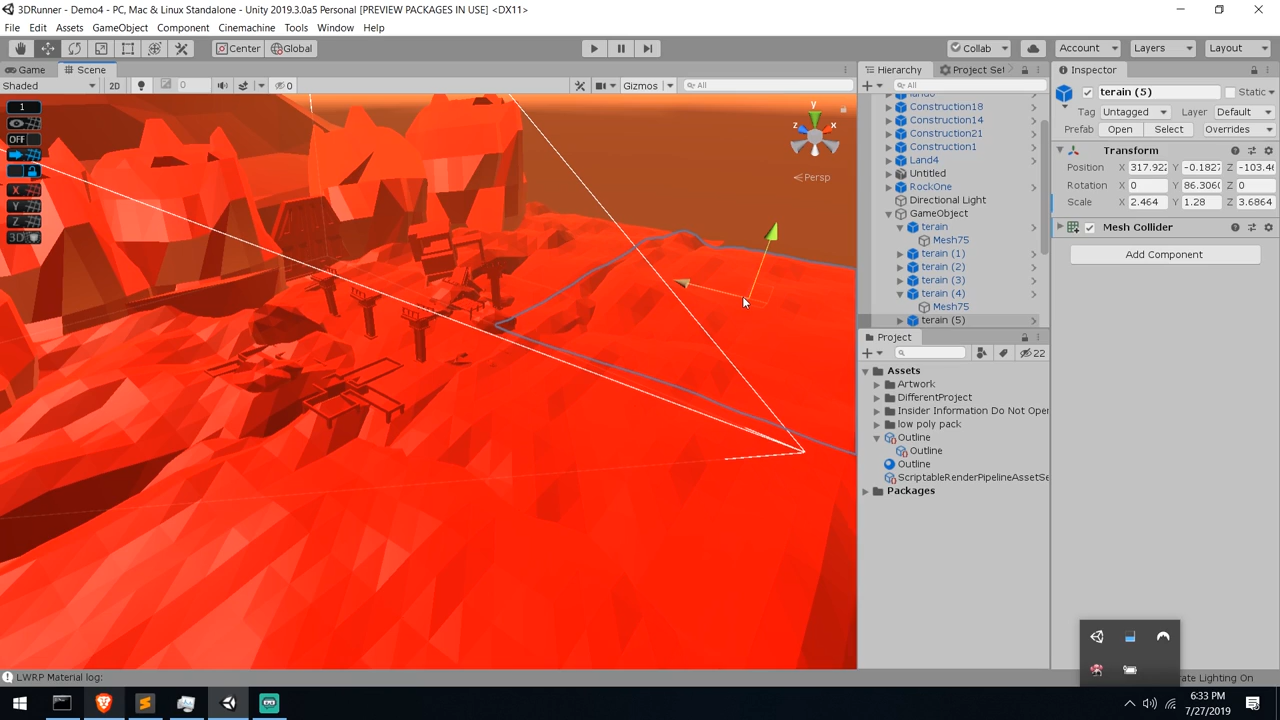 3DRunner - Demo4 - PC, Mac & Linux Standalone - Unity 2019.3.0a5 Personal [PREVIEW PACKAGES IN USE] <DX11>
File Edit Assets GameObject Component Cinemachine Tools Window Help
Center Global Collab Account Layers Layout
Game Scene
Shaded 2D 0 0 Gizmos All
1
OFF
X
Y
Z
3D
y
z x
Persp
Hierarchy Project Set
All
Construction18
Construction14
Construction21
Construction1
Land4
Untitled
RockOne
Directional Light
GameObject
terain
Mesh75
terain (1)
terain (2)
terain (3)
terain (4)
Mesh75
terain (5)
Project
22
Assets
Artwork
DifferentProject
Insider Information Do Not Oper
low poly pack
Outline
Outline
Outline
ScriptableRenderPipelineAssetSe
Packages
Inspector
terain (5) Static
Tag Untagged Layer Default
Prefab Open Select Overrides
Transform
Position X 317.92 Y -0.182 Z -103.4
Rotation X 0 Y 86.306 Z 0
Scale X 2.464 Y 1.28 Z 3.6864
Mesh Collider
Add Component
LWRP Material log:
rate Lighting On
6:33 PM
7/27/2019